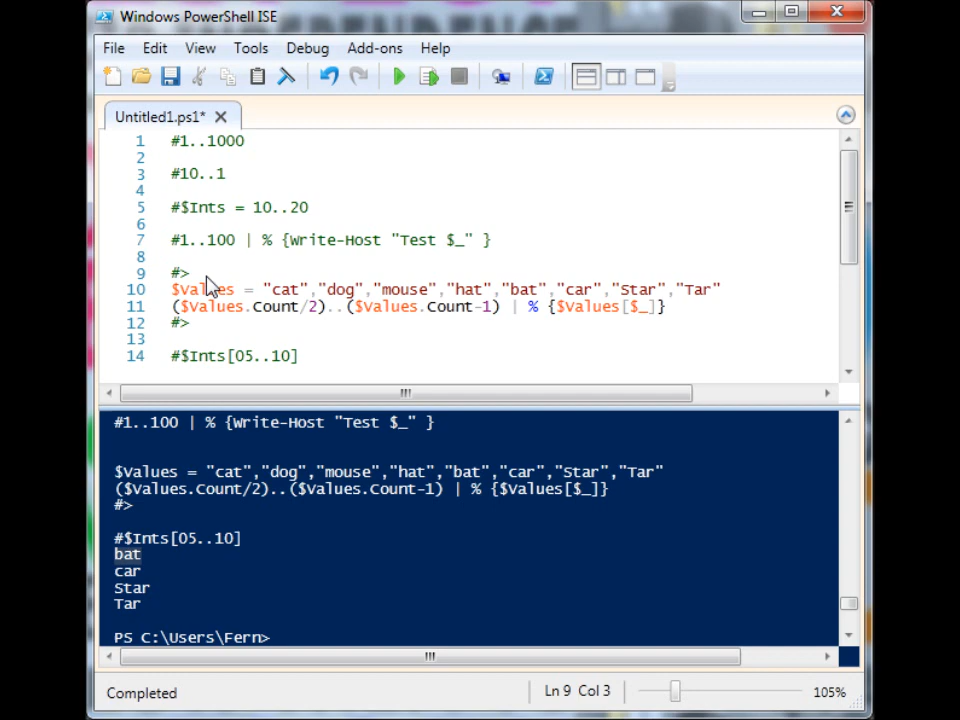 Windows PowerShell ISE
File Edit View Tools Debug Add-ons Help
Untitled1.ps1* X
1 #1..1000
2
3 #10..1
4
5 #$Ints = 10..20
6
7 #1..100 | % {Write-Host "Test $_" }
8
9 #>
10 $Values = "cat","dog","mouse","hat","bat","car","Star","Tar"
11 ($Values.Count/2)..($Values.Count-1) | % {$Values[$_]}
12 #>
13
14 #$Ints[05..10]
#1..100 | % {Write-Host "Test $_" }
$Values = "cat","dog","mouse","hat","bat","car","Star","Tar"
($Values.Count/2)..($Values.Count-1) | % {$Values[$_]}
#>
#$Ints[05..10]
bat
car
Star
Tar
PS C:\Users\Fern>
Completed Ln 9 Col 3 105%